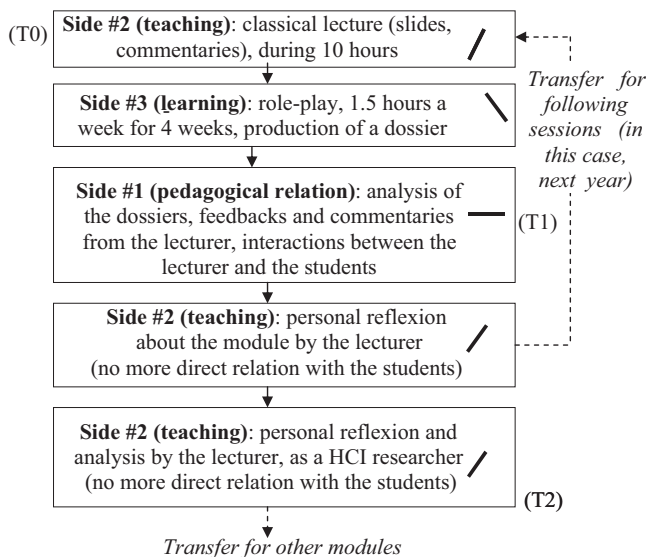 (T0)
Side #2 (teaching): classical lecture (slides,
commentaries), during 10 hours
Transfer for
following
sessions (in
this case,
next year)
Side #3 (learning): role-play, 1.5 hours a
week for 4 weeks, production of a dossier
Side #1 (pedagogical relation): analysis of
the dossiers, feedbacks and commentaries
from the lecturer, interactions between the
lecturer and the students
(T1)
Side #2 (teaching): personal reflexion
about the module by the lecturer
(no more direct relation with the students)
Side #2 (teaching): personal reflexion and
analysis by the lecturer, as a HCI researcher
(no more direct relation with the students)
(T2)
Transfer for other modules